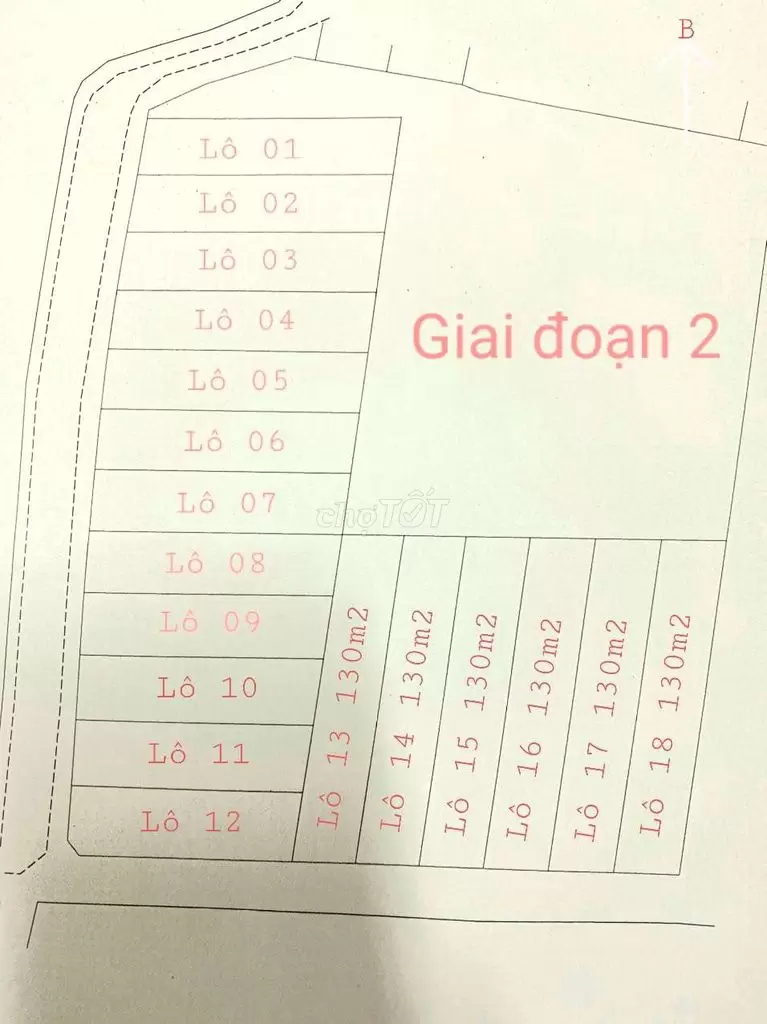 B
Lô 01
Lô 02
Lô 03
Lô 04
Giai đoạn 2
Lô 05
Lô 06
Lô 07
chợTỐT
Lô 08
Lô 09
Lô 10
Lô 11
Lô 12
Lô 13 130m2
Lô 14 130m2
Lô 15 130m2
Lô 16 130m2
Lô 17 130m2
Lô 18 130m2